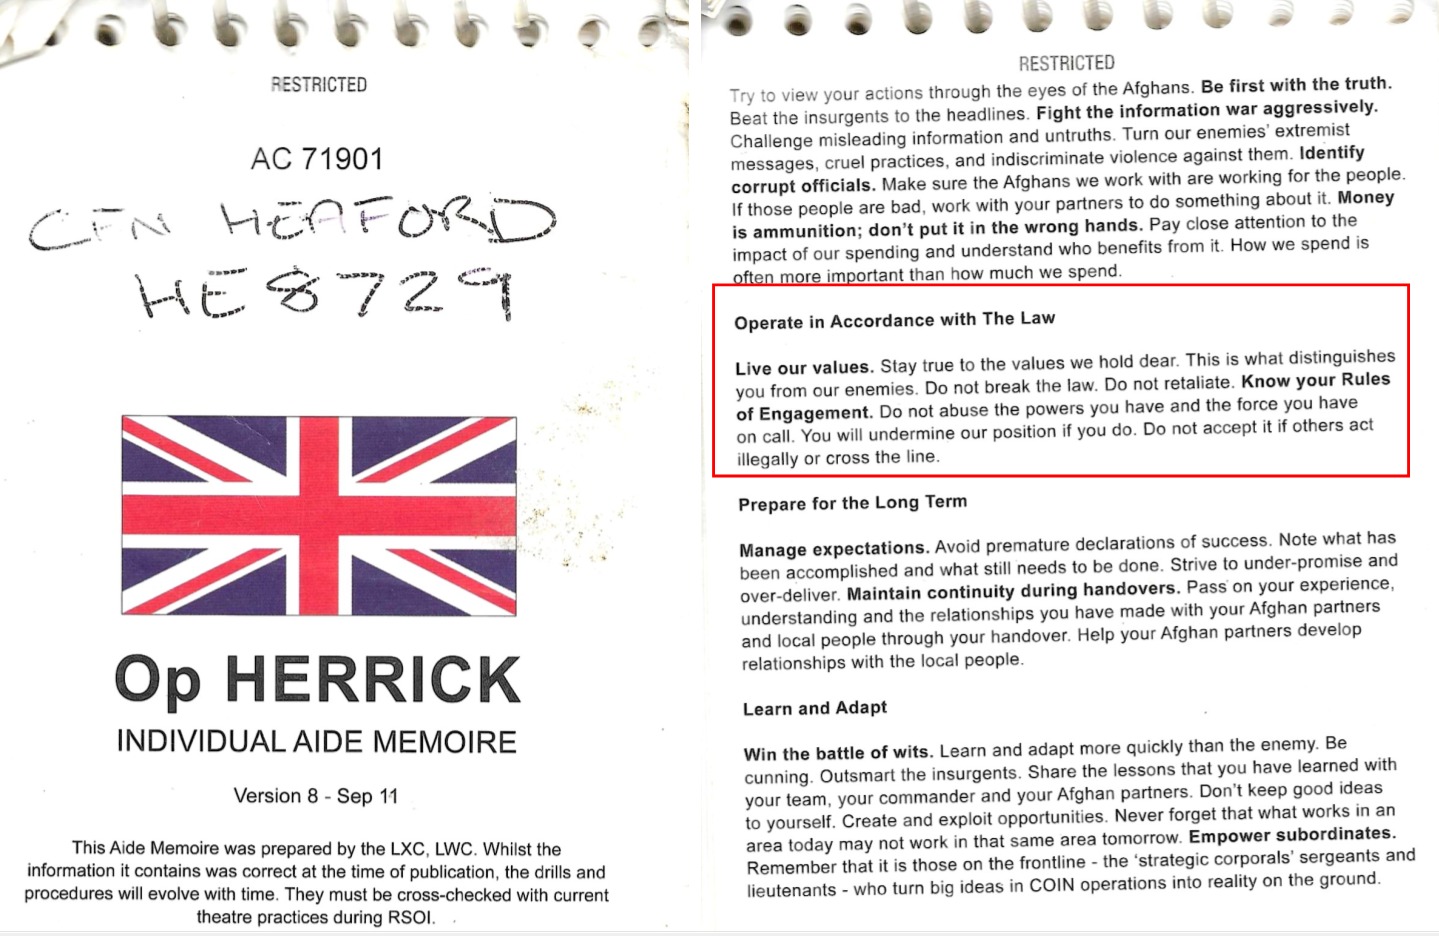 RESTRICTED
AC 71901
CFN HEAFORD
HE8729
Op HERRICK
INDIVIDUAL AIDE MEMOIRE
Version 8 - Sep 11
This Aide Memoire was prepared by the LXC, LWC. Whilst the
information it contains was correct at the time of publication, the drills and
procedures will evolve with time. They must be cross-checked with current
theatre practices during RSOI.
RESTRICTED
Try to view your actions through the eyes of the Afghans. Be first with the truth.
Beat the insurgents to the headlines. Fight the information war aggressively.
Challenge misleading information and untruths. Turn our enemies' extremist
messages, cruel practices, and indiscriminate violence against them. Identify
corrupt officials. Make sure the Afghans we work with are working for the people.
If those people are bad, work with your partners to do something about it. Money
is ammunition; don't put it in the wrong hands. Pay close attention to the
impact of our spending and understand who benefits from it. How we spend is
often more important than how much we spend.
Operate in Accordance with The Law
Live our values. Stay true to the values we hold dear. This is what distinguishes
you from our enemies. Do not break the law. Do not retaliate. Know your Rules
of Engagement. Do not abuse the powers you have and the force you have
on call. You will undermine our position if you do. Do not accept it if others act
illegally or cross the line.
Prepare for the Long Term
Manage expectations. Avoid premature declarations of success. Note what has
been accomplished and what still needs to be done. Strive to under-promise and
over-deliver. Maintain continuity during handovers. Pass on your experience,
understanding and the relationships you have made with your Afghan partners
and local people through your handover. Help your Afghan partners develop
relationships with the local people.
Learn and Adapt
Win the battle of wits. Learn and adapt more quickly than the enemy. Be
cunning. Outsmart the insurgents. Share the lessons that you have learned with
your team, your commander and your Afghan partners. Don't keep good ideas
to yourself. Create and exploit opportunities. Never forget that what works in an
area today may not work in that same area tomorrow. Empower subordinates.
Remember that it is those on the frontline - the 'strategic corporals' sergeants and
lieutenants - who turn big ideas in COIN operations into reality on the ground.